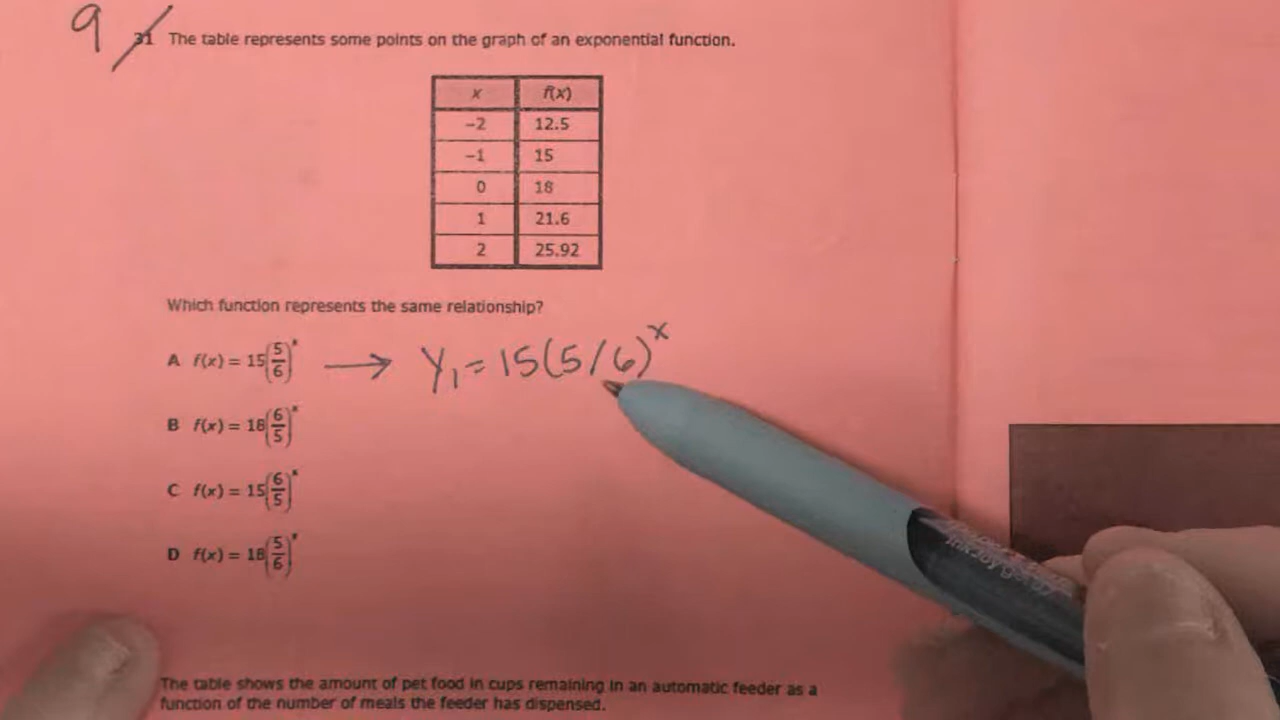 9 31 The table represents some points on the graph of an exponential function.
x f(x)
−2 12.5
−1 15
0 18
1 21.6
2 25.92
Which function represents the same relationship?
A f(x) = 15(5/6)^x → Y₁ = 15(5/6)^x
B f(x) = 18(6/5)^x
C f(x) = 15(6/5)^x
D f(x) = 18(5/6)^x
The table shows the amount of pet food in cups remaining in an automatic feeder as a
function of the number of meals the feeder has dispensed.